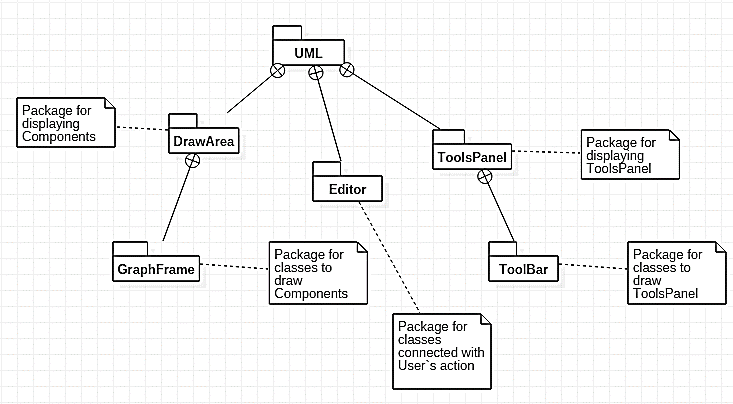 UML
Package for
displaying
Components
DrawArea
ToolsPanel
Package for
displaying
ToolsPanel
Editor
GraphFrame
Package for
classes to
draw
Components
ToolBar
Package for
classes to
draw
ToolsPanel
Package for
classes
connected with
User`s action